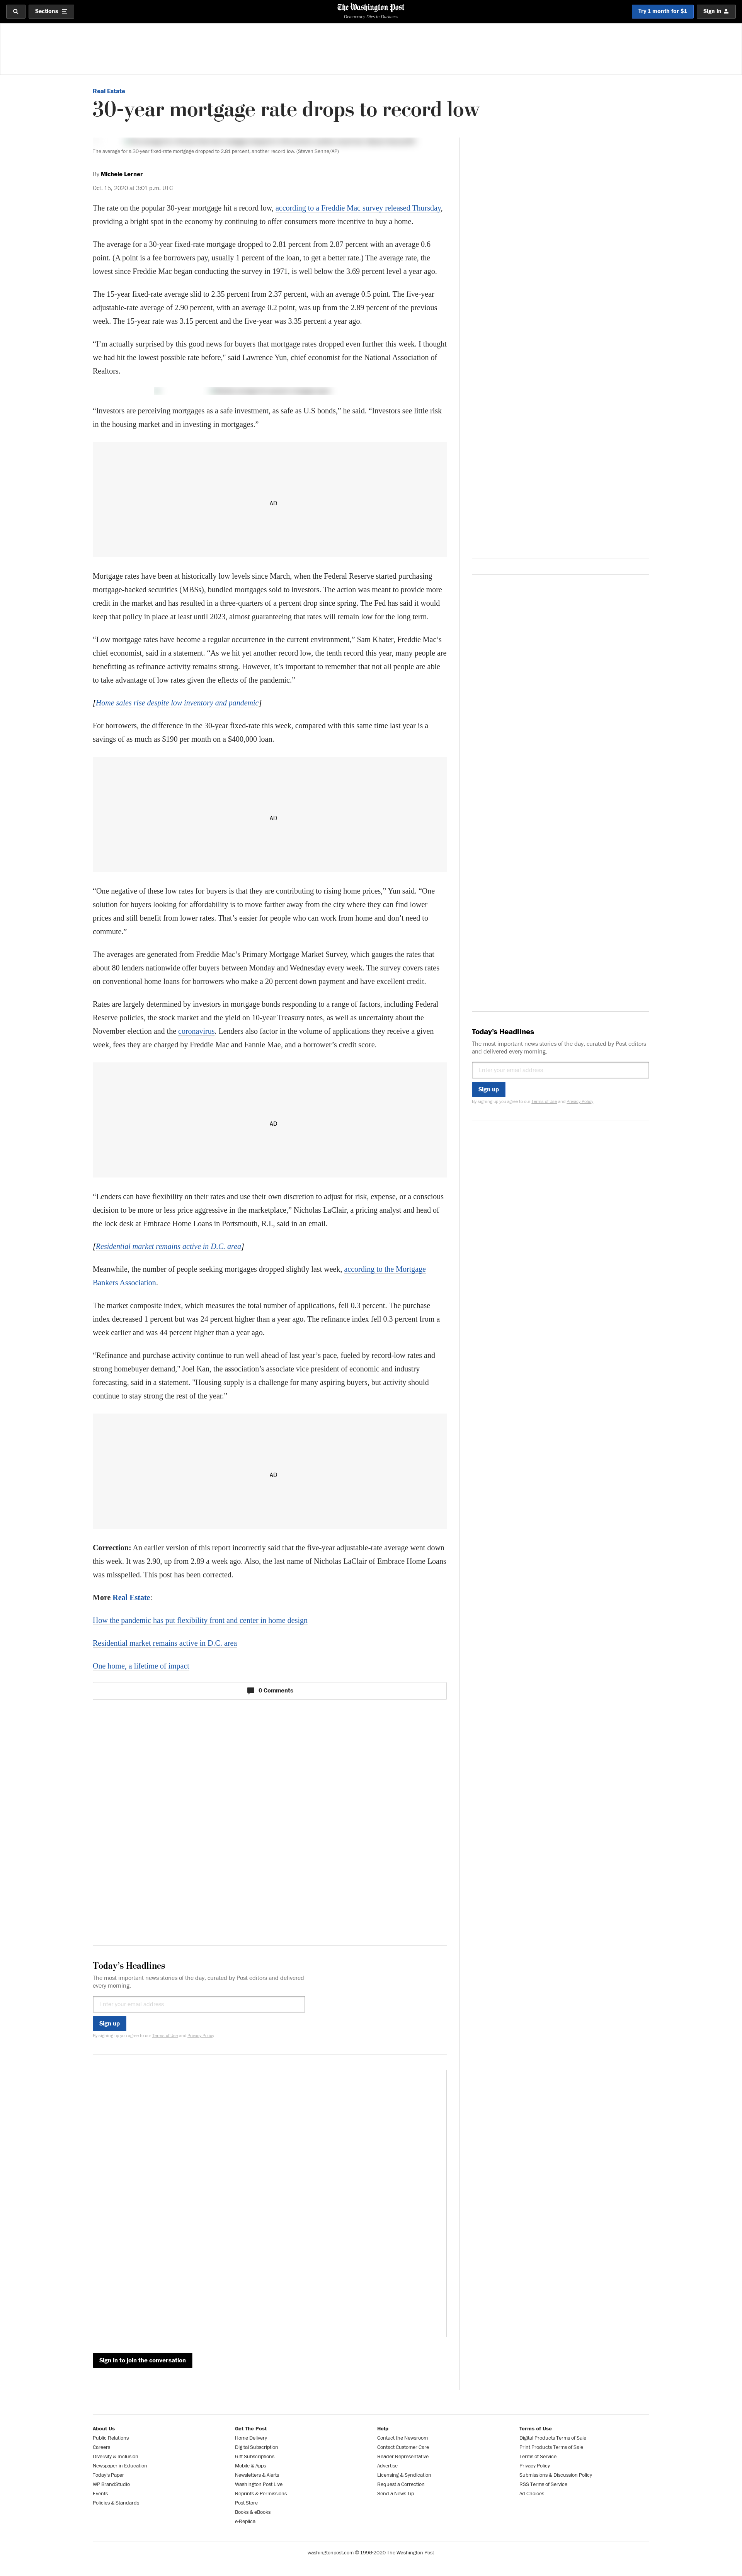 Sections
The Washington Post
Democracy Dies in Darkness
Try 1 month for $1
Sign in
Real Estate
30-year mortgage rate drops to record low
The average for a 30-year fixed-rate mortgage dropped to 2.81 percent, another record low. (Steven Senne/AP)
By Michele Lerner
Oct. 15, 2020 at 3:01 p.m. UTC
The rate on the popular 30-year mortgage hit a record low, according to a Freddie Mac survey released Thursday,
providing a bright spot in the economy by continuing to offer consumers more incentive to buy a home.
The average for a 30-year fixed-rate mortgage dropped to 2.81 percent from 2.87 percent with an average 0.6
point. (A point is a fee borrowers pay, usually 1 percent of the loan, to get a better rate.) The average rate, the
lowest since Freddie Mac began conducting the survey in 1971, is well below the 3.69 percent level a year ago.
The 15-year fixed-rate average slid to 2.35 percent from 2.37 percent, with an average 0.5 point. The five-year
adjustable-rate average of 2.90 percent, with an average 0.2 point, was up from the 2.89 percent of the previous
week. The 15-year rate was 3.15 percent and the five-year was 3.35 percent a year ago.
“I’m actually surprised by this good news for buyers that mortgage rates dropped even further this week. I thought
we had hit the lowest possible rate before," said Lawrence Yun, chief economist for the National Association of
Realtors.
“Investors are perceiving mortgages as a safe investment, as safe as U.S bonds,” he said. “Investors see little risk
in the housing market and in investing in mortgages.”
AD
Mortgage rates have been at historically low levels since March, when the Federal Reserve started purchasing
mortgage-backed securities (MBSs), bundled mortgages sold to investors. The action was meant to provide more
credit in the market and has resulted in a three-quarters of a percent drop since spring. The Fed has said it would
keep that policy in place at least until 2023, almost guaranteeing that rates will remain low for the long term.
“Low mortgage rates have become a regular occurrence in the current environment,” Sam Khater, Freddie Mac’s
chief economist, said in a statement. “As we hit yet another record low, the tenth record this year, many people are
benefitting as refinance activity remains strong. However, it’s important to remember that not all people are able
to take advantage of low rates given the effects of the pandemic.”
[Home sales rise despite low inventory and pandemic]
For borrowers, the difference in the 30-year fixed-rate this week, compared with this same time last year is a
savings of as much as $190 per month on a $400,000 loan.
AD
“One negative of these low rates for buyers is that they are contributing to rising home prices,” Yun said. “One
solution for buyers looking for affordability is to move farther away from the city where they can find lower
prices and still benefit from lower rates. That’s easier for people who can work from home and don’t need to
commute.”
The averages are generated from Freddie Mac’s Primary Mortgage Market Survey, which gauges the rates that
about 80 lenders nationwide offer buyers between Monday and Wednesday every week. The survey covers rates
on conventional home loans for borrowers who make a 20 percent down payment and have excellent credit.
Rates are largely determined by investors in mortgage bonds responding to a range of factors, including Federal
Reserve policies, the stock market and the yield on 10-year Treasury notes, as well as uncertainty about the
November election and the coronavirus. Lenders also factor in the volume of applications they receive a given
week, fees they are charged by Freddie Mac and Fannie Mae, and a borrower’s credit score.
AD
“Lenders can have flexibility on their rates and use their own discretion to adjust for risk, expense, or a conscious
decision to be more or less price aggressive in the marketplace,” Nicholas LaClair, a pricing analyst and head of
the lock desk at Embrace Home Loans in Portsmouth, R.I., said in an email.
[Residential market remains active in D.C. area]
Meanwhile, the number of people seeking mortgages dropped slightly last week, according to the Mortgage
Bankers Association.
The market composite index, which measures the total number of applications, fell 0.3 percent. The purchase
index decreased 1 percent but was 24 percent higher than a year ago. The refinance index fell 0.3 percent from a
week earlier and was 44 percent higher than a year ago.
“Refinance and purchase activity continue to run well ahead of last year’s pace, fueled by record-low rates and
strong homebuyer demand," Joel Kan, the association’s associate vice president of economic and industry
forecasting, said in a statement. "Housing supply is a challenge for many aspiring buyers, but activity should
continue to stay strong the rest of the year.”
AD
Correction: An earlier version of this report incorrectly said that the five-year adjustable-rate average went down
this week. It was 2.90, up from 2.89 a week ago. Also, the last name of Nicholas LaClair of Embrace Home Loans
was misspelled. This post has been corrected.
More Real Estate:
How the pandemic has put flexibility front and center in home design
Residential market remains active in D.C. area
One home, a lifetime of impact
0 Comments
Today’s Headlines
The most important news stories of the day, curated by Post editors and delivered
every morning.
Enter your email address
Sign up
By signing up you agree to our Terms of Use and Privacy Policy
Sign in to join the conversation
Today’s Headlines
The most important news stories of the day, curated by Post editors
and delivered every morning.
Enter your email address
Sign up
By signing up you agree to our Terms of Use and Privacy Policy
About Us
Public Relations
Careers
Diversity & Inclusion
Newspaper in Education
Today's Paper
WP BrandStudio
Events
Policies & Standards
Get The Post
Home Delivery
Digital Subscription
Gift Subscriptions
Mobile & Apps
Newsletters & Alerts
Washington Post Live
Reprints & Permissions
Post Store
Books & eBooks
e-Replica
Help
Contact the Newsroom
Contact Customer Care
Reader Representative
Advertise
Licensing & Syndication
Request a Correction
Send a News Tip
Terms of Use
Digital Products Terms of Sale
Print Products Terms of Sale
Terms of Service
Privacy Policy
Submissions & Discussion Policy
RSS Terms of Service
Ad Choices
washingtonpost.com © 1996-2020 The Washington Post